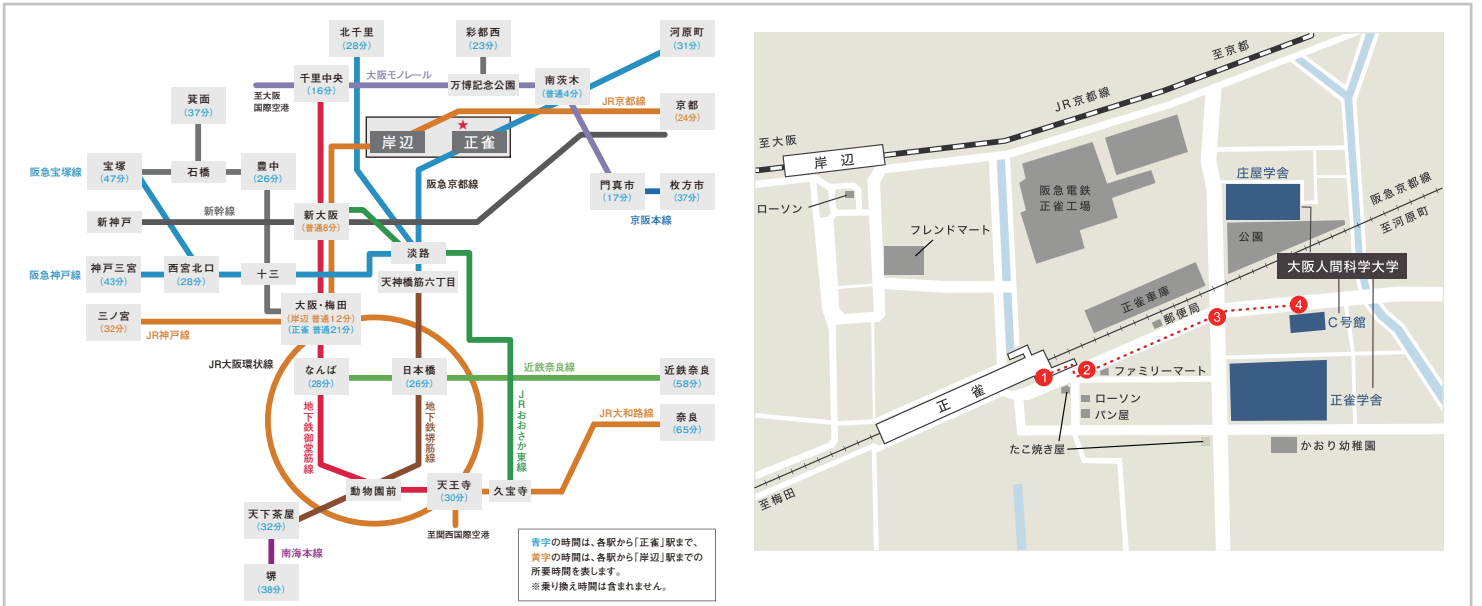 北千里
(28分)
彩都西
(23分)
河原町
(31分)
千里中央
(16分)
大阪モノレール
万博記念公園
南茨木
(普通4分)
至大阪
国際空港
箕面
(37分)
JR京都線
京都
(24分)
★
岸辺
正雀
阪急宝塚線
宝塚
(47分)
石橋
豊中
(26分)
阪急京都線
門真市
(17分)
枚方市
(37分)
京阪本線
新神戸
新幹線
新大阪
(普通8分)
淡路
阪急神戸線
神戸三宮
(43分)
西宮北口
(28分)
十三
天神橋筋六丁目
三ノ宮
(32分)
JR神戸線
大阪・梅田
(岸辺 普通12分)
(正雀 普通21分)
JR大阪環状線
なんば
(28分)
日本橋
(26分)
近鉄奈良線
近鉄奈良
(58分)
地下鉄御堂筋線
地下鉄堺筋線
JRおおさか東線
JR大和路線
奈良
(65分)
動物園前
天王寺
(30分)
久宝寺
天下茶屋
(32分)
至関西国際空港
南海本線
堺
(38分)
青字の時間は、各駅から「正雀」駅まで、
黄字の時間は、各駅から「岸辺」駅までの
所要時間を表します。
※乗り換え時間は含まれません。
至京都
JR京都線
至大阪
岸辺
ローソン
フレンドマート
阪急電鉄
正雀工場
庄屋学舎
阪急京都線
至河原町
公園
大阪人間科学大学
正雀車庫
郵便局
4
3
C号館
1
2
ファミリーマート
正雀
ローソン
パン屋
正雀学舎
たこ焼き屋
かおり幼稚園
至梅田